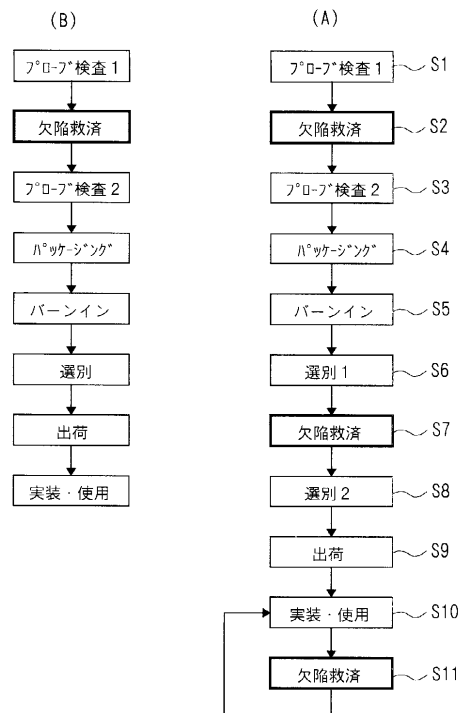 (B)
ﾌﾟﾛｰﾌﾞ検査1
欠陥救済
ﾌﾟﾛｰﾌﾞ検査2
ﾊﾟｯｹｰｼﾞﾝｸﾞ
バーンイン
選別
出荷
実装・使用
(A)
ﾌﾟﾛｰﾌﾞ検査1 S1
欠陥救済 S2
ﾌﾟﾛｰﾌﾞ検査2 S3
ﾊﾟｯｹｰｼﾞﾝｸﾞ S4
バーンイン S5
選別1 S6
欠陥救済 S7
選別2 S8
出荷 S9
実装・使用 S10
欠陥救済 S11